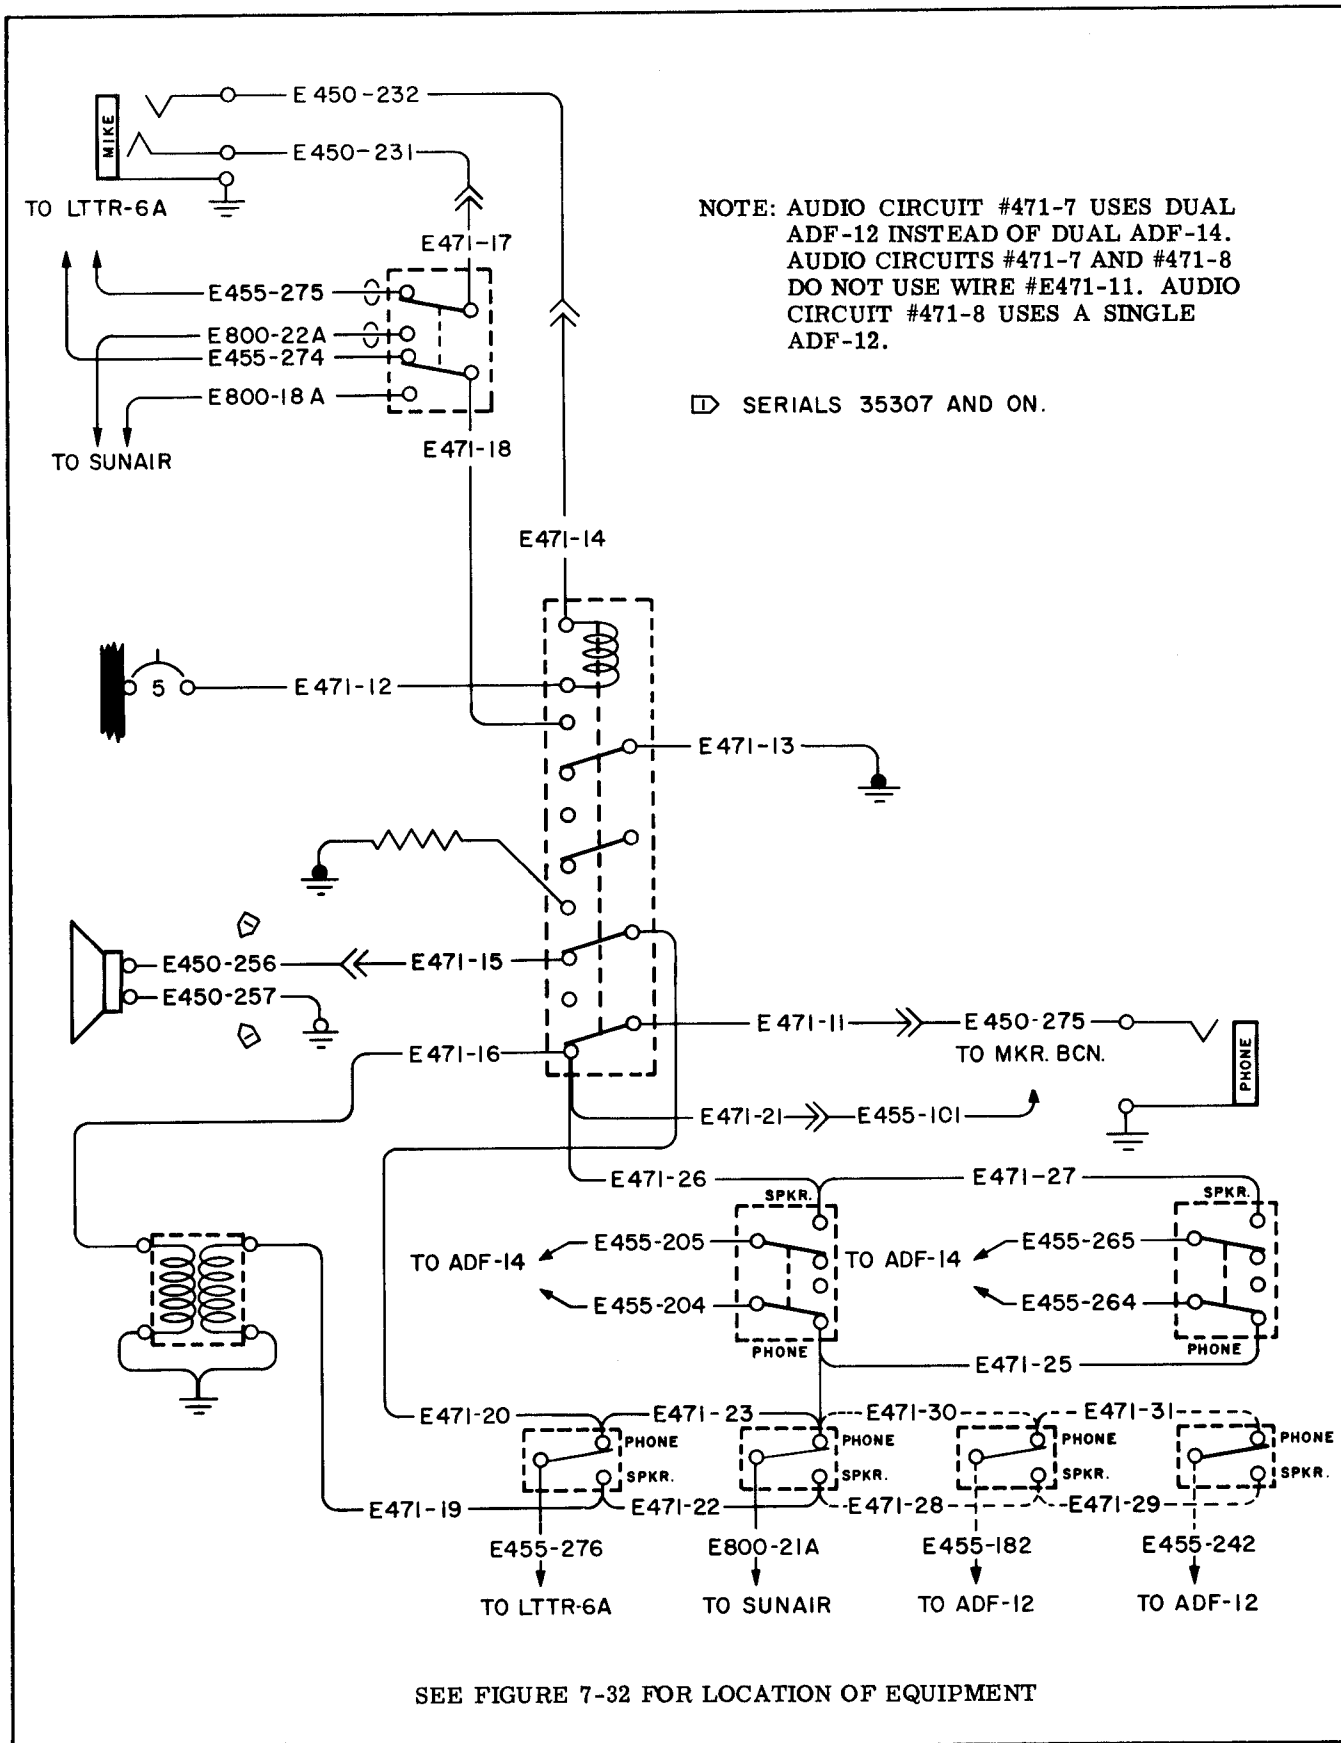 E 450-232
MIKE
E450-231
TO LTTR-6A
NOTE: AUDIO CIRCUIT #471-7 USES DUAL
ADF-12 INSTEAD OF DUAL ADF-14.
AUDIO CIRCUITS #471-7 AND #471-8
DO NOT USE WIRE #E471-11. AUDIO
CIRCUIT #471-8 USES A SINGLE
ADF-12.
E471-17
E455-275
E800-22A
E455-274
E800-18A
1 SERIALS 35307 AND ON.
E471-18
TO SUNAIR
E471-14
5
E471-12
E471-13
1
E450-256
E471-15
E450-257
1
E471-11
E450-275
PHONE
E471-16
TO MKR. BCN.
E471-21
E455-101
E471-26
E471-27
SPKR.
SPKR.
E455-205
E455-265
TO ADF-14
TO ADF-14
E455-204
E455-264
PHONE
PHONE
E471-25
E471-20
E471-23
E471-30
E471-31
PHONE
PHONE
PHONE
PHONE
SPKR.
SPKR.
SPKR.
SPKR.
E471-19
E471-22
E471-28
E471-29
E455-276
E800-21A
E455-182
E455-242
TO LTTR-6A
TO SUNAIR
TO ADF-12
TO ADF-12
SEE FIGURE 7-32 FOR LOCATION OF EQUIPMENT